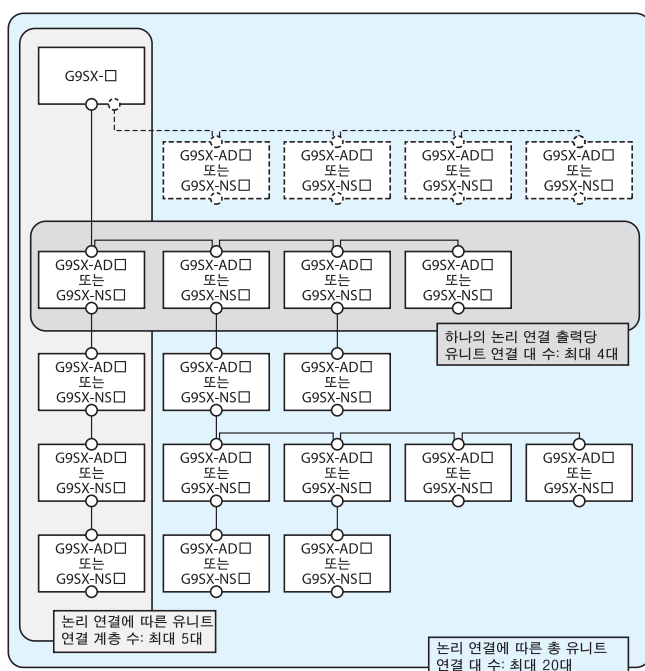 G9SX-□
G9SX-AD□ G9SX-AD□ G9SX-AD□ G9SX-AD□
또는 또는 또는 또는
G9SX-NS□ G9SX-NS□ G9SX-NS□ G9SX-NS□
G9SX-AD□ G9SX-AD□ G9SX-AD□ G9SX-AD□
또는 또는 또는 또는
G9SX-NS□ G9SX-NS□ G9SX-NS□ G9SX-NS□
하나의 논리 연결 출력당
유니트 연결 대 수: 최대 4대
G9SX-AD□ G9SX-AD□ G9SX-AD□
또는 또는 또는
G9SX-NS□ G9SX-NS□ G9SX-NS□
G9SX-AD□ G9SX-AD□ G9SX-AD□ G9SX-AD□ G9SX-AD□
또는 또는 또는 또는 또는
G9SX-NS□ G9SX-NS□ G9SX-NS□ G9SX-NS□ G9SX-NS□
G9SX-AD□ G9SX-AD□ G9SX-AD□
또는 또는 또는
G9SX-NS□ G9SX-NS□ G9SX-NS□
논리 연결에 따른 유니트
연결 계층 수: 최대 5대
논리 연결에 따른 총 유니트
연결 대 수: 최대 20대